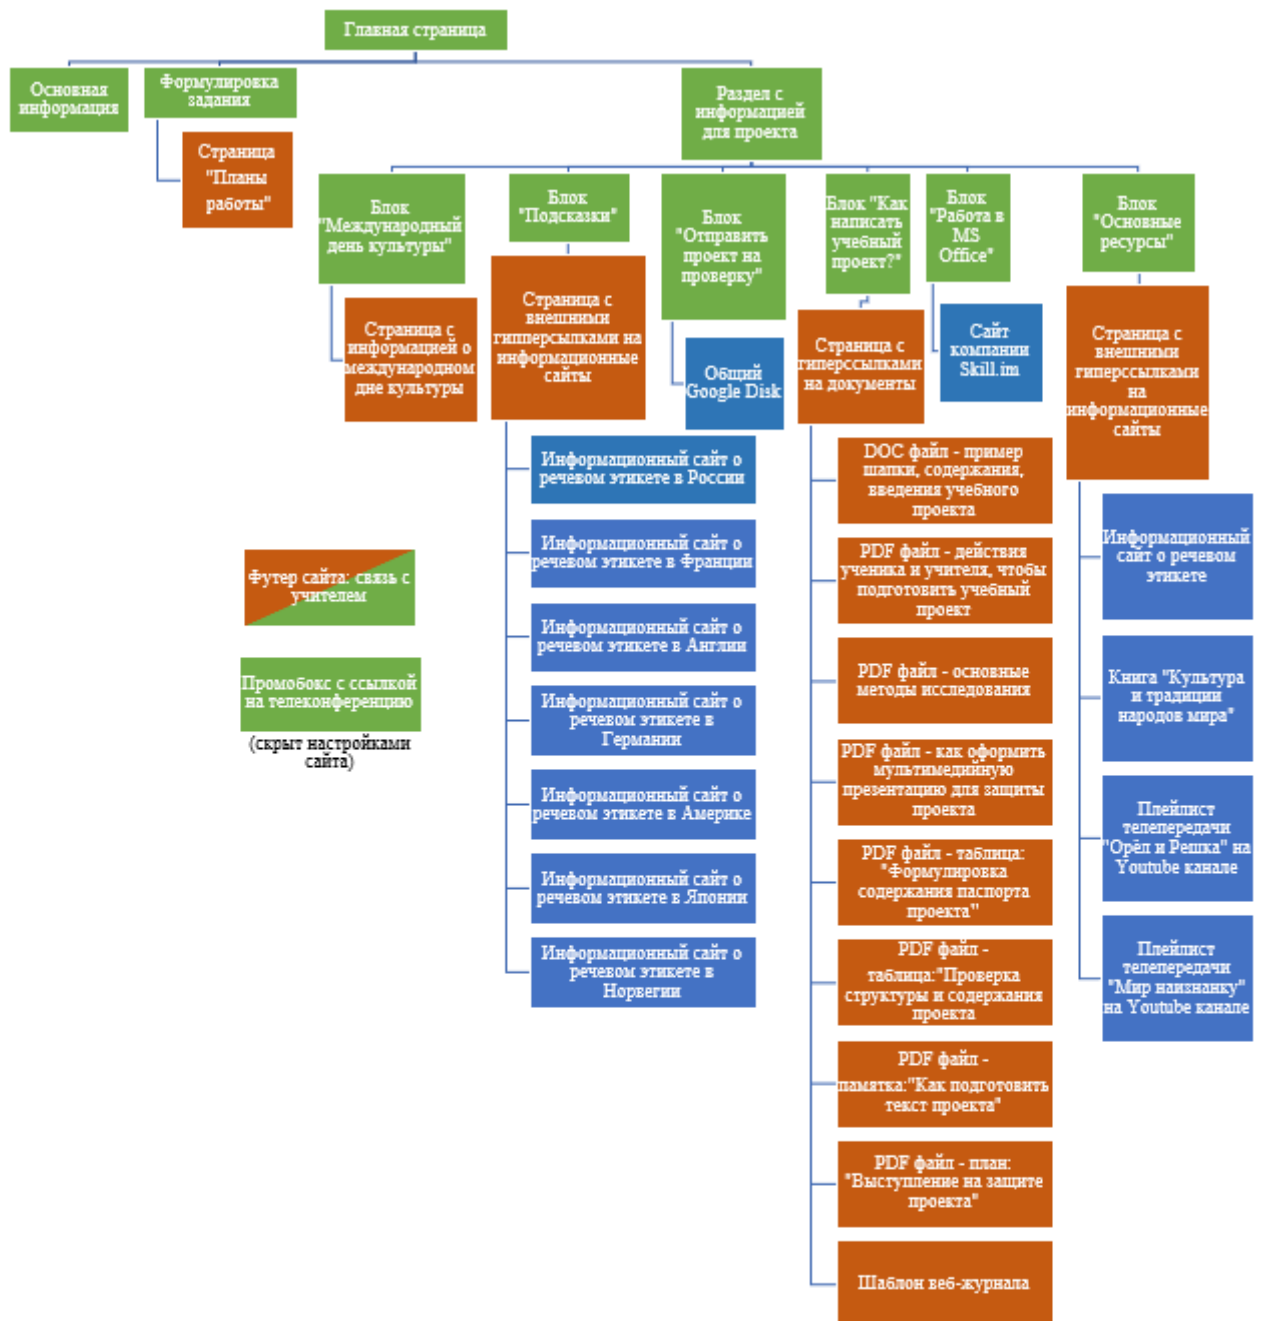 Главная страница
Основная
информация
Формулировка
задания
Раздел с
информацией
для проекта
Страница
"Планы
работы"
Блок
"Международный
день культуры"
Блок
"Подсказки"
Блок
"Отправить
проект на
проверку"
Блок "Как
написать
учебный
проект?"
Блок
"Работа в
MS
Office"
Блок
"Основные
ресурсы"
Страница с
информацией о
международном
дне культуры
Страница с
внешними
гипперсылками на
информационные
сайты
Общий
Google Disk
Страница с
гиперссылками
на документы
Сайт
компании
Skill.im
Страница с
внешними
гиперссылками
на
информационные
сайты
Информационный сайт о
речевом этикете в России
Информационный сайт о
речевом этикете в Франции
Информационный сайт о
речевом этикете в Англии
Информационный сайт о
речевом этикете в
Германии
Информационный сайт о
речевом этикете в Америке
Информационный сайт о
речевом этикете в Японии
Информационный сайт о
речевом этикете в
Норвегии
DOC файл - пример
шапки, содержания,
введения учебного
проекта
PDF файл - действия
ученика и учителя, чтобы
подготовить учебный
проект
PDF файл - основные
методы исследования
PDF файл - как оформить
мультимедийную
презентацию для защиты
проекта
PDF файл - таблица:
"Формулировка
содержания паспорта
проекта"
PDF файл -
таблица:"Проверка
структуры и содержания
проекта
PDF файл -
памятка:"Как подготовить
текст проекта"
PDF файл - план:
"Выступление на защите
проекта"
Шаблон веб-журнала
Информационный
сайт о речевом
этикете
Книга "Культура
и традиции
народов мира"
Плейлист
телепередачи
"Орёл и Решка" на
Youtube канале
Плейлист
телепередачи
"Мир наизнанку"
на Youtube канале
Футер сайта: связь с
учителем
Промобокс с ссылкой
на телеконференцию
(скрыт настройками
сайта)